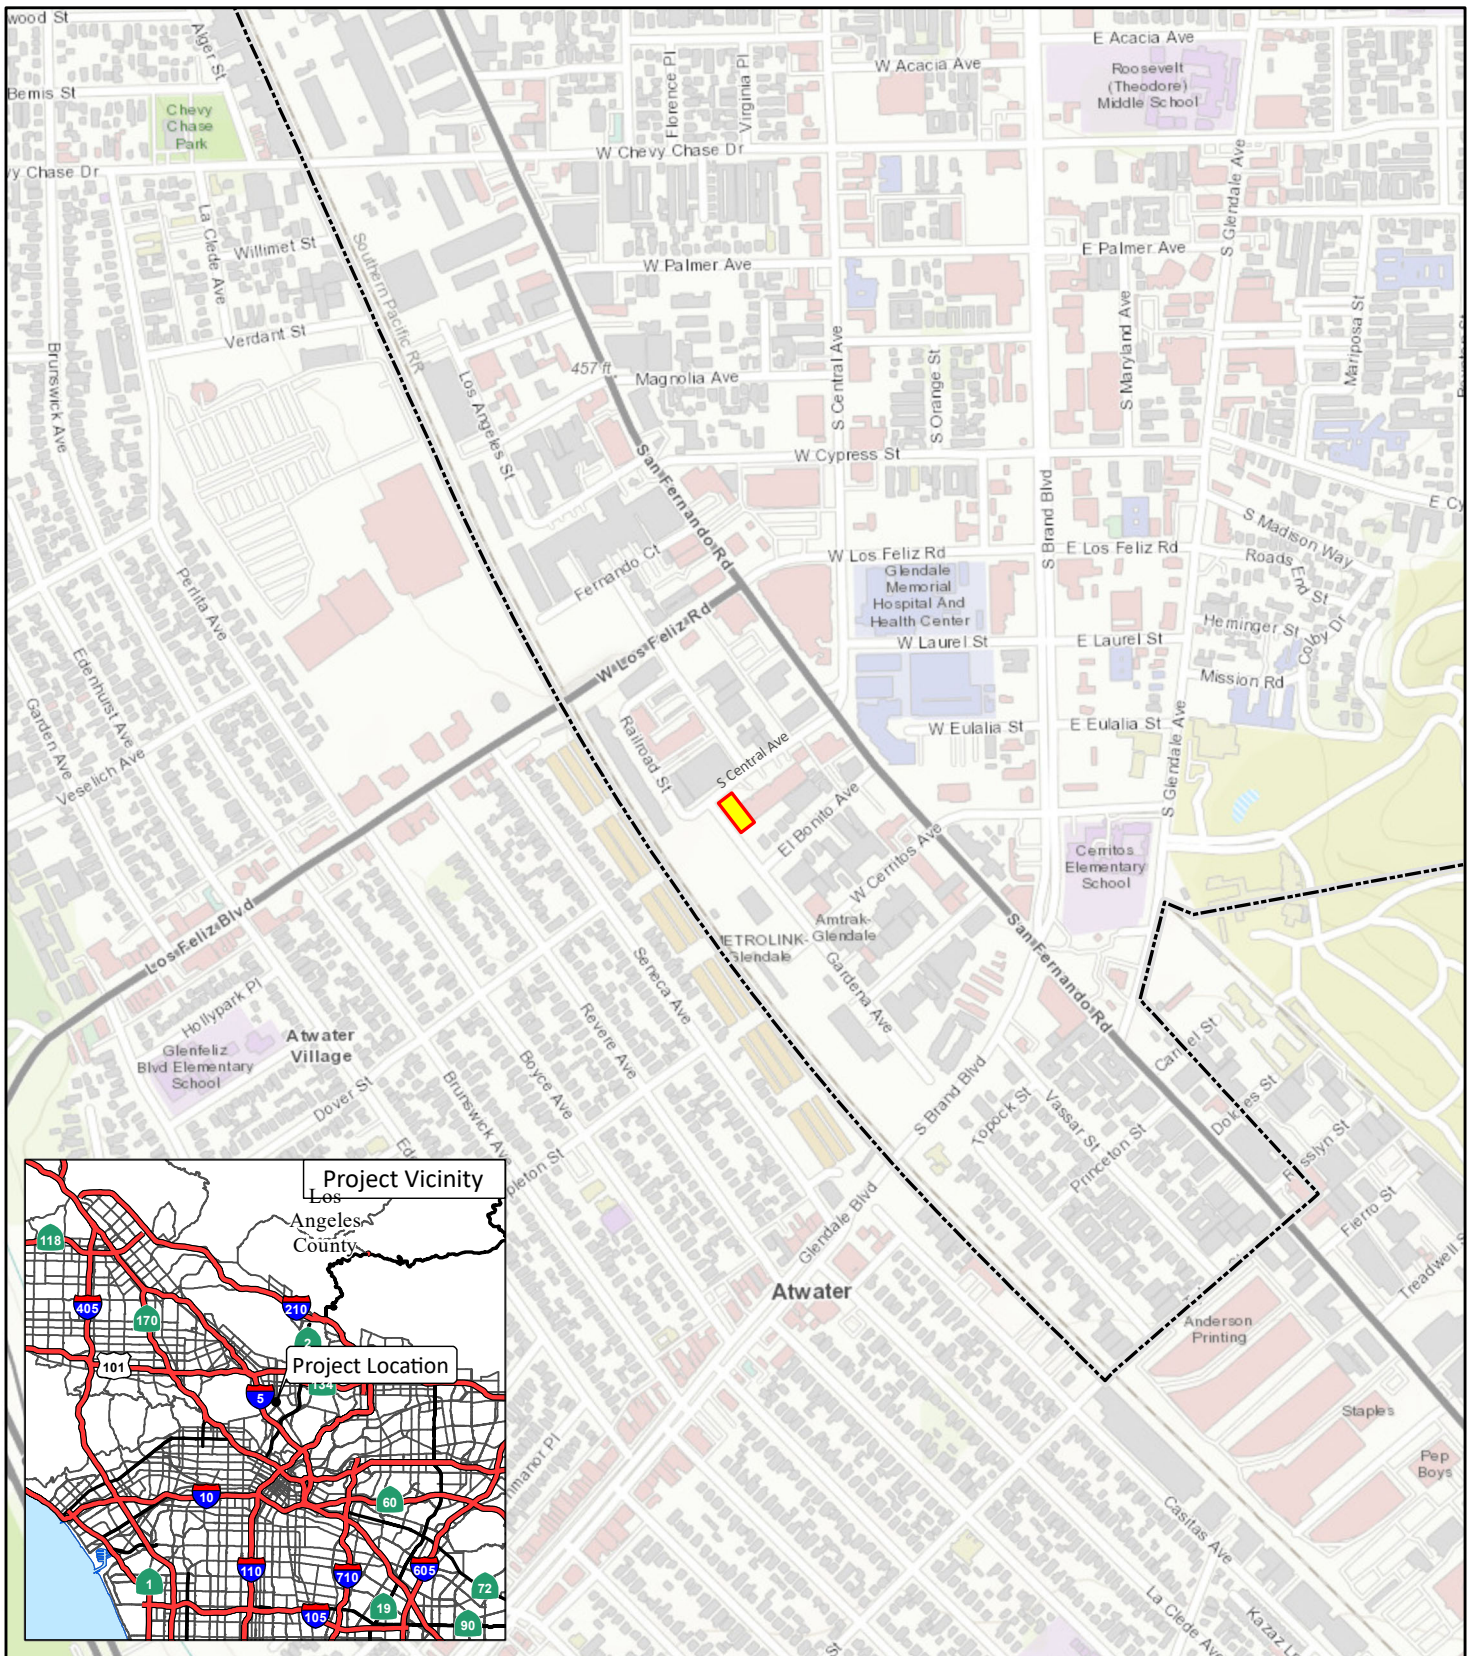 wood St
Alger St
E Acacia Ave
W Acacia Ave
Roosevelt
(Theodore)
Middle School
Bemis St
Chevy
Chase
Park
Florence Pl
Virginia Pl
W Chevy Chase Dr
vy Chase Dr
S Glendale Ave
La Clede Ave
Willimet St
Southern Pacific RR
W Palmer Ave
E Palmer Ave
Verdant St
Brunswick Ave
Los Angeles St
457 ft
Magnolia Ave
S Central Ave
S Orange St
S Maryland Ave
Mariposa St
San Fernando Rd
W Cypress St
S Brand Blvd
E Cy
S Madison Way
Roads End St
W Los Feliz Rd
E Los Feliz Rd
Glendale
Memorial
Hospital And
Health Center
Fernando Ct
Perlita Ave
W Los Feliz Rd
Heminger St
Colby Dr
W Laurel St
E Laurel St
Mission Rd
Edenhurst Ave
Garden Ave
Veselich Ave
Railroad St
S Central Ave
W Eulalia St
E Eulalia St
S Glendale Ave
El Bonito Ave
W Cerritos Ave
Cerritos
Elementary
School
Los Feliz Blvd
Amtrak-
Glendale
ETROLINK-
Glendale
Gardena Ave
San Fernando Rd
Seneca Ave
Hollypark Pl
Atwater
Village
Glenfeliz
Blvd Elementary
School
Revere Ave
Boyce Ave
Dover St
Brunswick Ave
Ede
pleton St
S Brand Blvd
Topock St
Vassar St
Princeton St
Fierro St
Treadwell S
Glendale Blvd
Atwater
Anderson
Printing
Staples
Pep
Boys
Casitas Ave
La Clede Ave
Kazaz L
nmanor Pl
St
Project Vicinity
Los
Angeles
County
118
405
170
210
2
101
Project Location
134
5
10
60
110
710
605
1
105
19
72
90